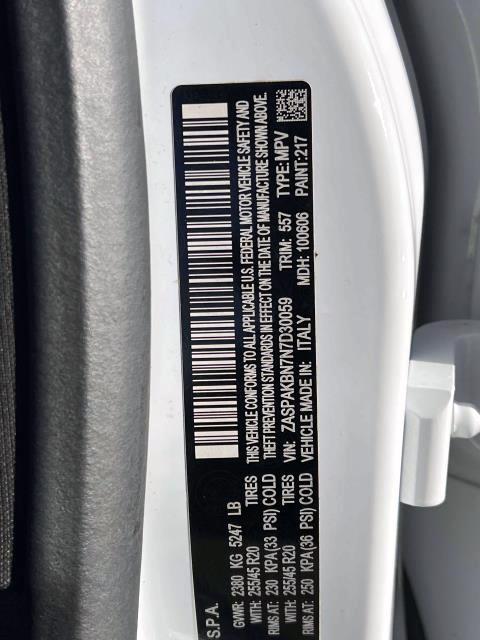 S.P.A.
GVWR: 2380 KG 5247 LB
WITH: 255/45 R20 TIRES
RIMS AT: 230 KPA(33 PSI) COLD
WITH: 255/45 R20 TIRES
RIMS AT: 250 KPA(36 PSI) COLD
THIS VEHICLE CONFORMS TO ALL APPLICABLE U.S. FEDERAL MOTOR VEHICLE SAFETY AND
THEFT PREVENTION STANDARDS IN EFFECT ON THE DATE OF MANUFACTURE SHOWN ABOVE.
VIN: ZASPAKBN7N7D30059 TRIM: 557 TYPE: MPV
VEHICLE MADE IN: ITALY MDH: 100606 PAINT: 217